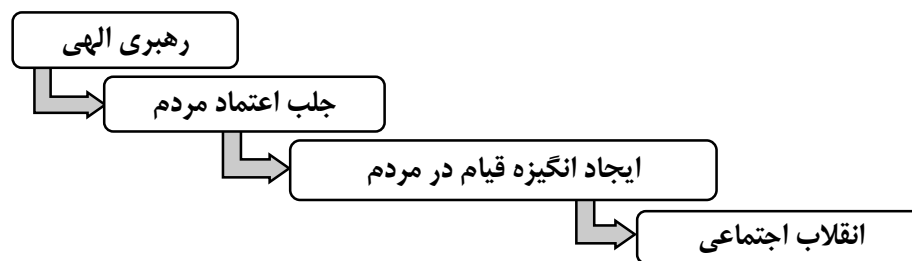 رهبری الهی
جلب اعتماد مردم
ایجاد انگیزه قیام در مردم
انقلاب اجتماعی